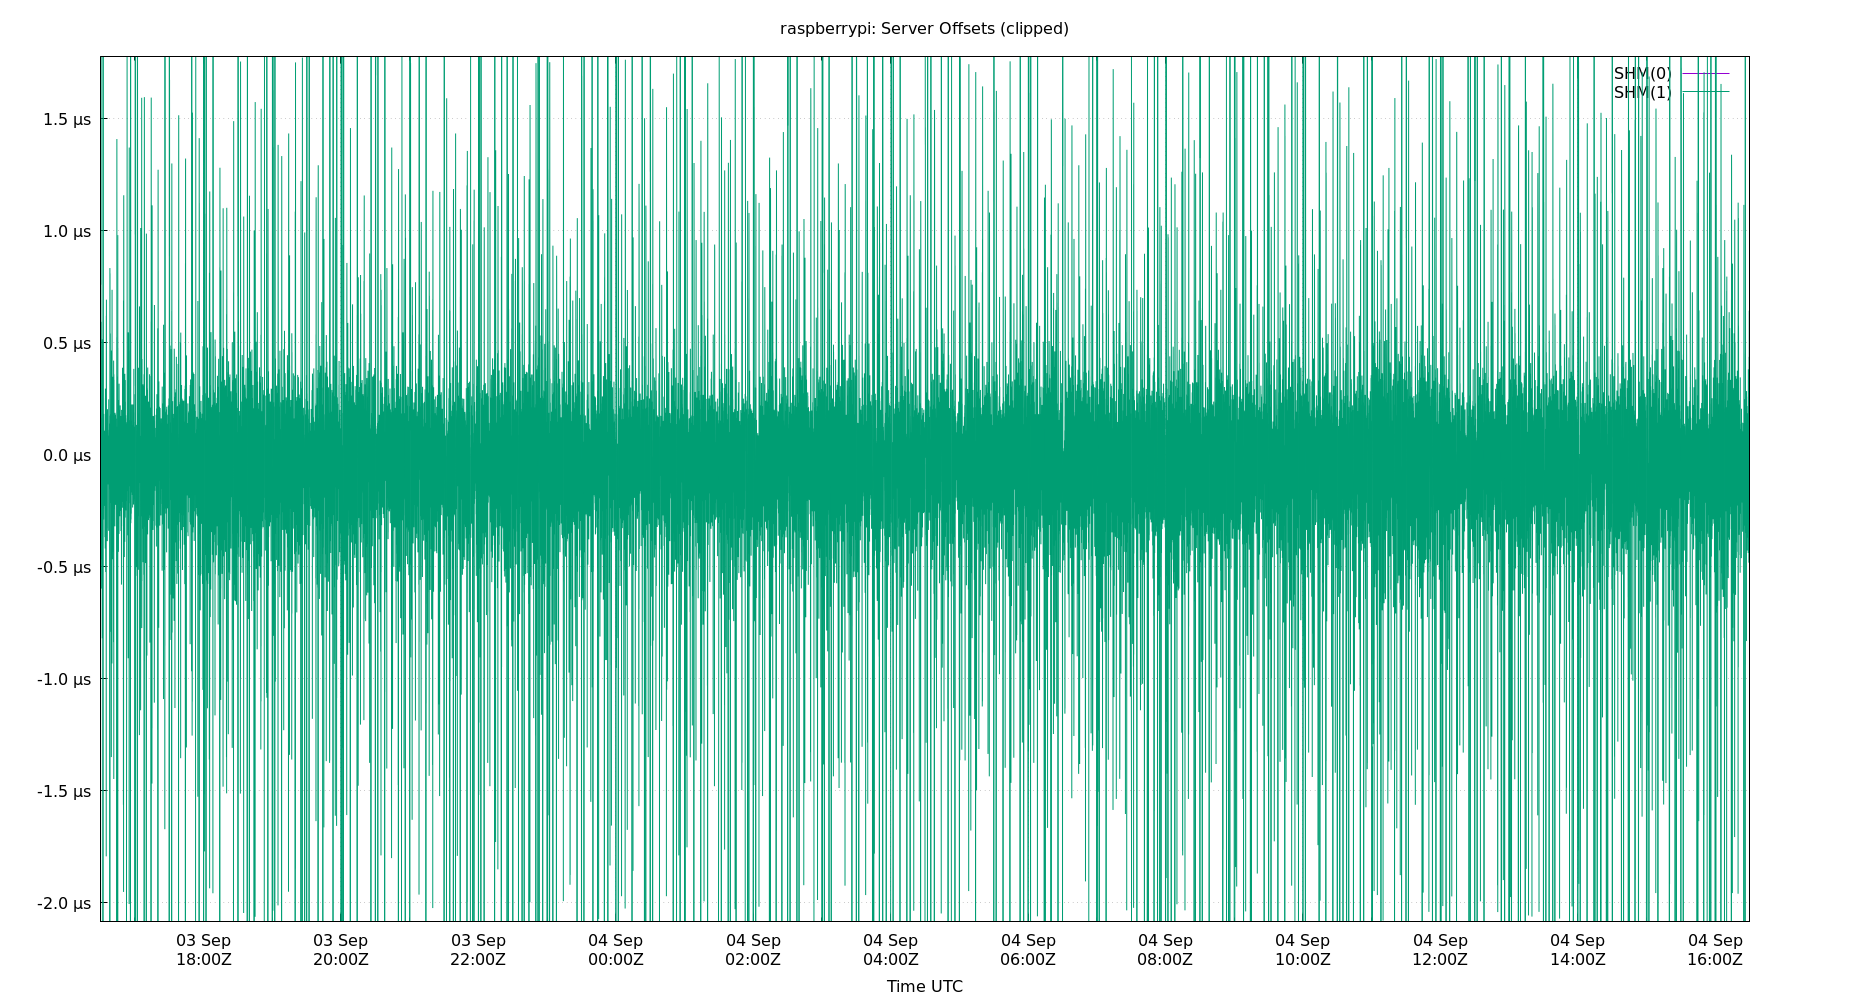 raspberrypi: Server Offsets (clipped)
SHM(0)
SHM(1)
1.5 µs
1.0 µs
0.5 µs
0.0 µs
-0.5 µs
-1.0 µs
-1.5 µs
-2.0 µs
03 Sep 03 Sep 03 Sep 04 Sep 04 Sep 04 Sep 04 Sep 04 Sep 04 Sep 04 Sep 04 Sep 04 Sep
18:00Z 20:00Z 22:00Z 00:00Z 02:00Z 04:00Z 06:00Z 08:00Z 10:00Z 12:00Z 14:00Z 16:00Z
Time UTC